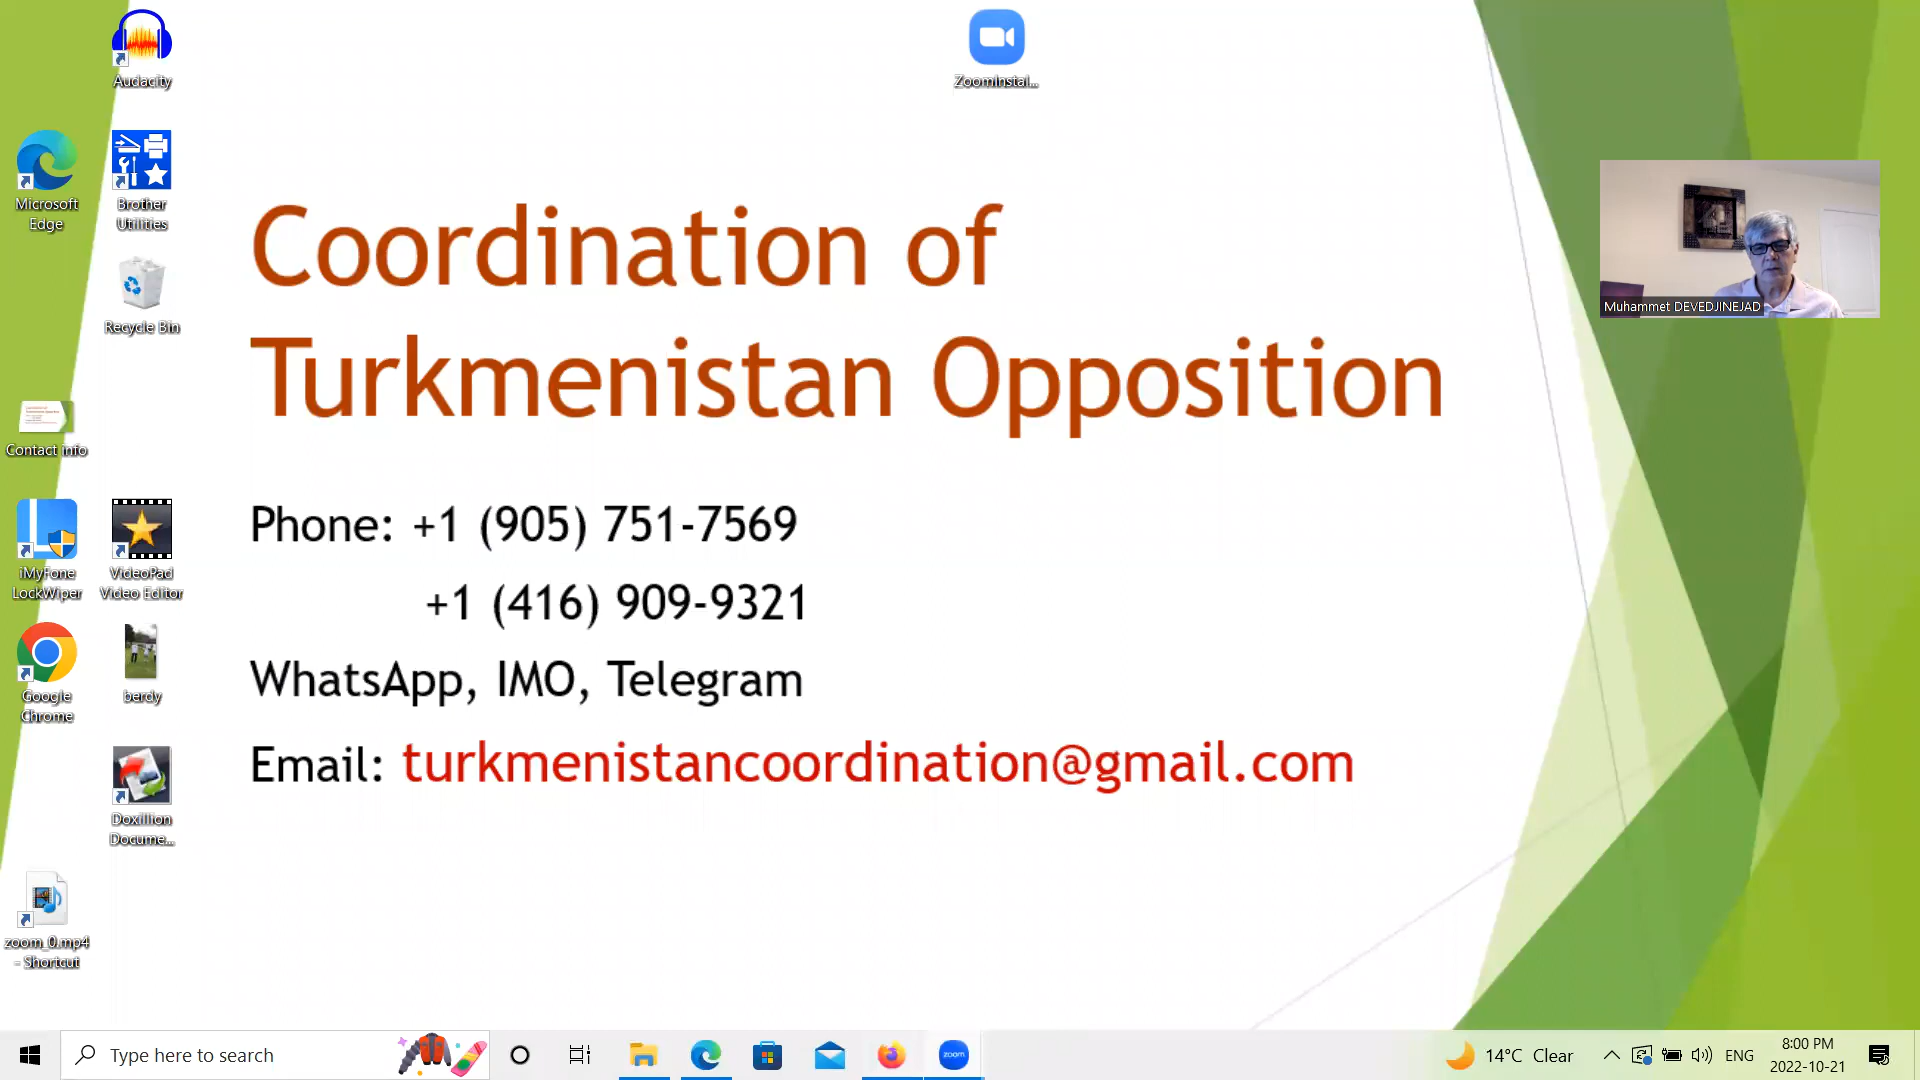 Audacity
ZoomInstal...
Microsoft
Edge
Brother
Utilities
Recycle Bin
Coordination of
Turkmenistan Opposition
Muhammet DEVEDJINEJAD
Contact info
Phone: +1 (905) 751-7569
+1 (416) 909-9321
WhatsApp, IMO, Telegram
Email: turkmenistancoordination@gmail.com
iMyFone
LockWiper
VideoPad
Video Editor
Google
Chrome
berdy
Doxillion
Docume...
zoom_0.mp4
- Shortcut
Type here to search
zoom
14°C Clear
ENG
8:00 PM
2022-10-21